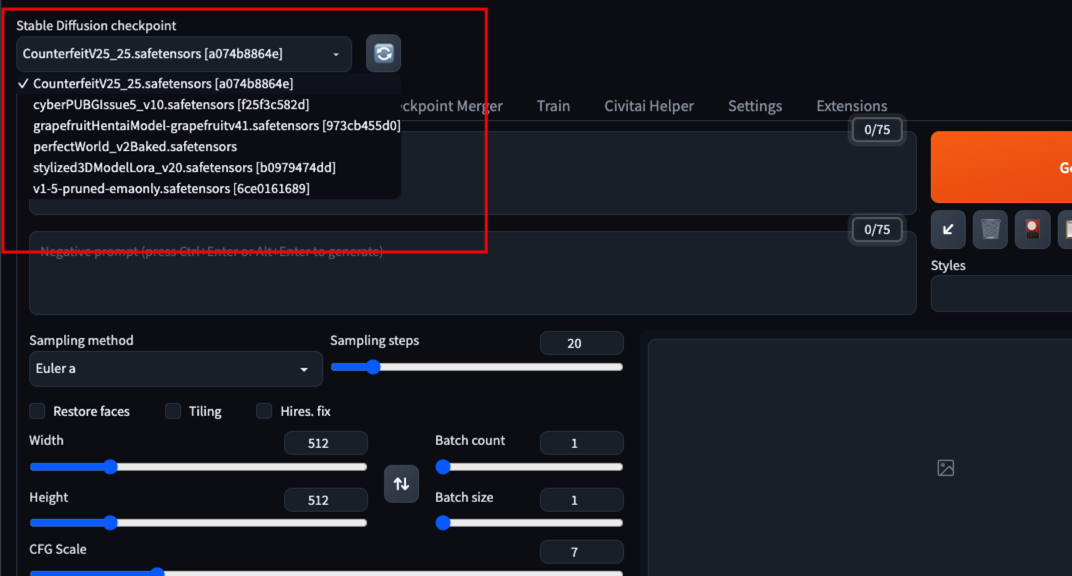 Stable Diffusion checkpoint
CounterfeitV25_25.safetensors [a074b8864e]
✓ CounterfeitV25_25.safetensors [a074b8864e]
cyberPUBGIssue5_v10.safetensors [f25f3c582d]
grapefruitHentaiModel-grapefruitv41.safetensors [973cb455d0]
perfectWorld_v2Baked.safetensors
stylized3DModelLora_v20.safetensors [b0979474dd]
v1-5-pruned-emaonly.safetensors [6ce0161689]
eckpoint Merger Train Civitai Helper Settings Extensions
0/75
Negative prompt (press Ctrl+Enter or Alt+Enter to generate)
0/75
Styles
Sampling method
Euler a
Sampling steps 20
Restore faces Tiling Hires. fix
Width 512
Batch count 1
Height 512
Batch size 1
CFG Scale 7